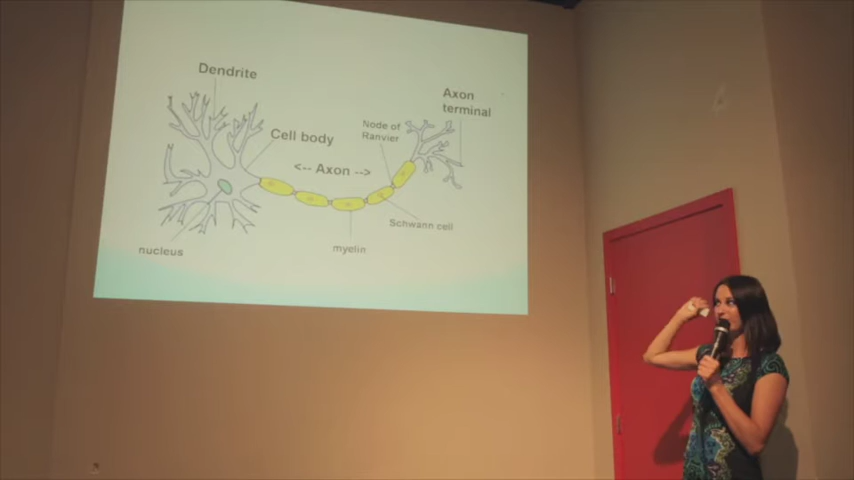 Dendrite
Axon
terminal
Node of
Ranvier
Cell body
<-- Axon -->
Schwann cell
nucleus
myelin